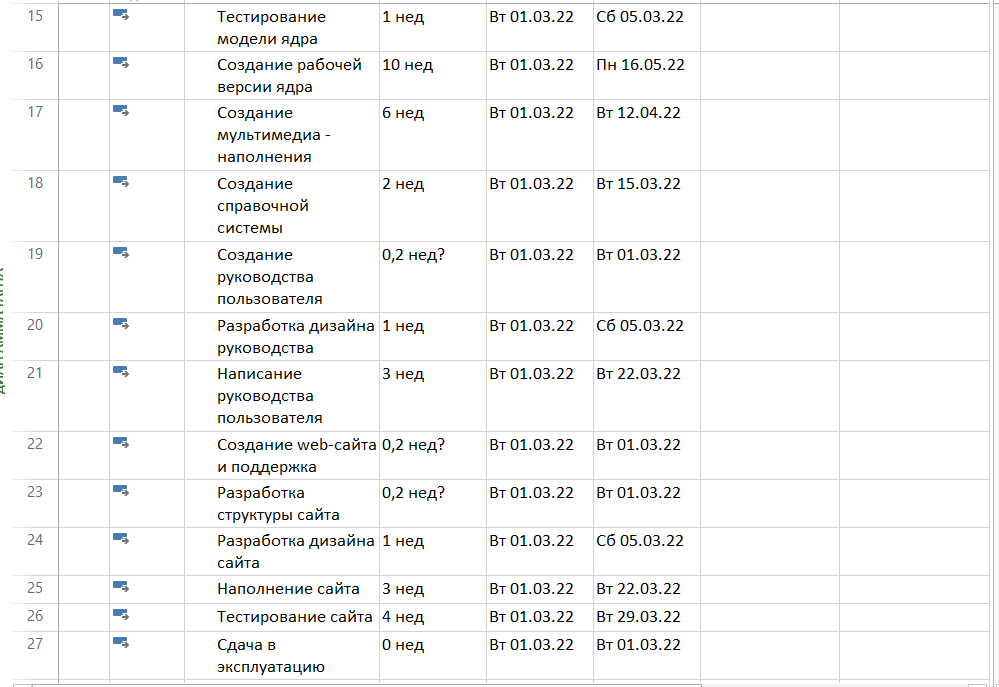 15 Тестирование 1 нед Вт 01.03.22 Сб 05.03.22
модели ядра
16 Создание рабочей 10 нед Вт 01.03.22 Пн 16.05.22
версии ядра
17 Создание 6 нед Вт 01.03.22 Вт 12.04.22
мультимедиа -
наполнения
18 Создание 2 нед Вт 01.03.22 Вт 15.03.22
справочной
системы
19 Создание 0,2 нед? Вт 01.03.22 Вт 01.03.22
руководства
пользователя
20 Разработка дизайна 1 нед Вт 01.03.22 Сб 05.03.22
руководства
21 Написание 3 нед Вт 01.03.22 Вт 22.03.22
руководства
пользователя
22 Создание web-сайта 0,2 нед? Вт 01.03.22 Вт 01.03.22
и поддержка
23 Разработка 0,2 нед? Вт 01.03.22 Вт 01.03.22
структуры сайта
24 Разработка дизайна 1 нед Вт 01.03.22 Сб 05.03.22
сайта
25 Наполнение сайта 3 нед Вт 01.03.22 Вт 22.03.22
26 Тестирование сайта 4 нед Вт 01.03.22 Вт 29.03.22
27 Сдача в 0 нед Вт 01.03.22 Вт 01.03.22
эксплуатацию